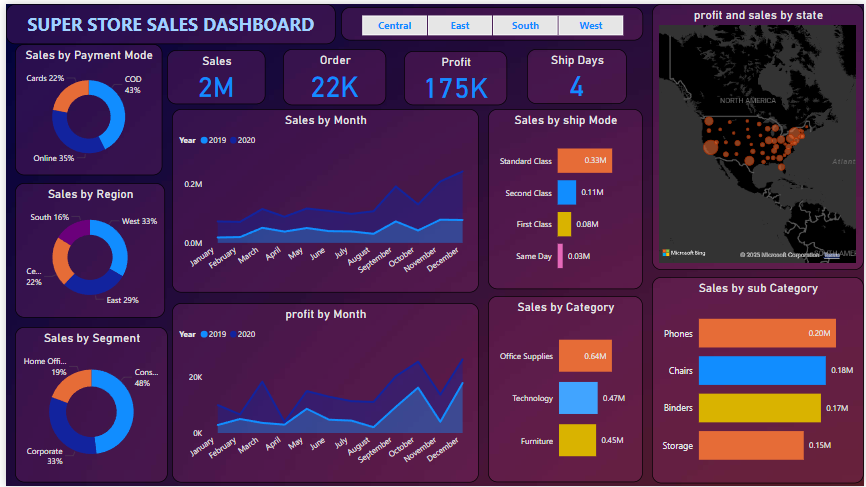 SUPER STORE SALES DASHBOARD
Central
East
South
West
profit and sales by state
Sales by Payment Mode
Cards 22%
COD
43%
Online 35%
Sales
2M
Order
22K
Profit
175K
Ship Days
4
NORTH AMERICA
Atlant
Microsoft Bing
© 2025 Microsoft Corporation
Terms
Sales by Month
Year
2019
2020
0.2M
0.0M
January
February
March
April
May
June
July
August
September
October
November
December
Sales by ship Mode
Standard Class
0.33M
Second Class
0.11M
First Class
0.08M
Same Day
0.03M
Sales by Region
South 16%
West 33%
Ce...
22%
East 29%
Sales by Segment
Home Offi...
19%
Cons...
48%
Corporate
33%
profit by Month
Year
2019
2020
20K
0K
January
February
March
April
May
June
July
August
September
October
November
December
Sales by Category
Office Supplies
0.64M
Technology
0.47M
Furniture
0.45M
Sales by sub Category
Phones
0.20M
Chairs
0.18M
Binders
0.17M
Storage
0.15M